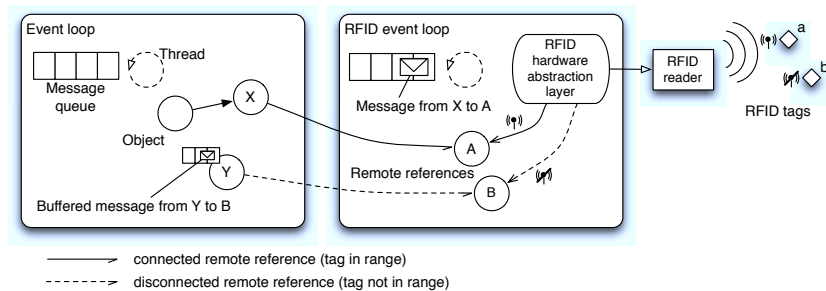 Event loop
Thread
Message
queue
Object
X
Y
Buffered message from Y to B
RFID event loop
Message from X to A
RFID
hardware
abstraction
layer
A
Remote references
B
RFID
reader
a
b
RFID tags
connected remote reference (tag in range)
disconnected remote reference (tag not in range)